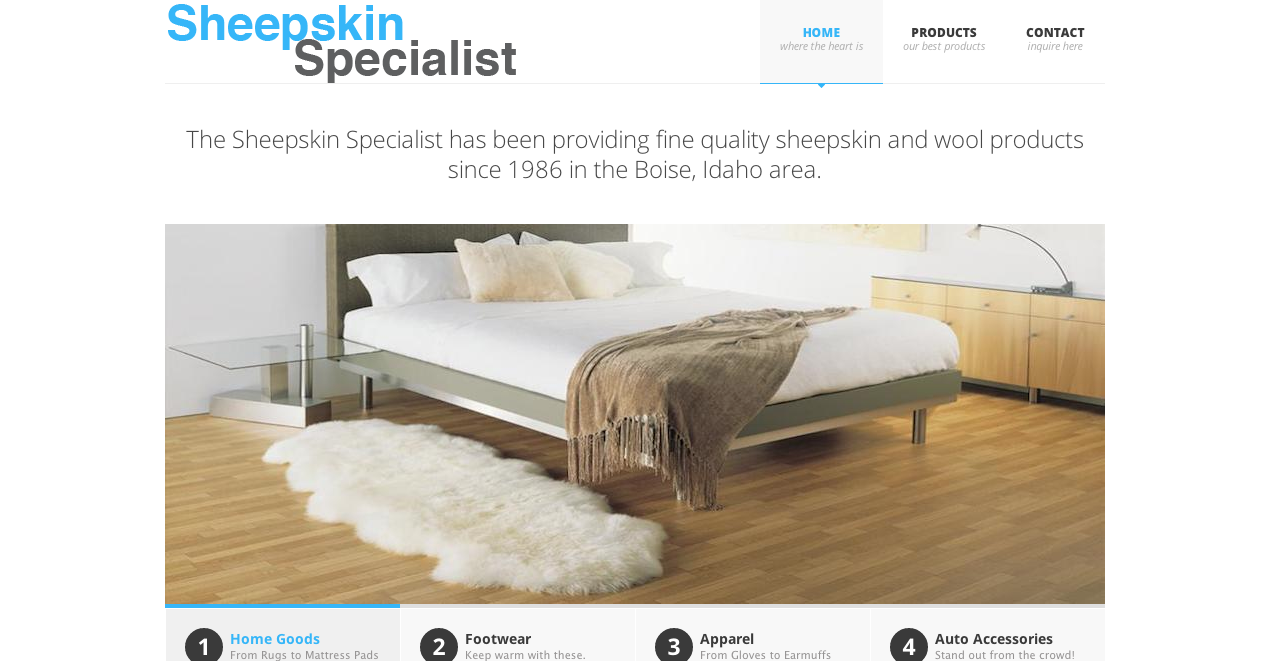 Sheepskin
Specialist
HOME
where the heart is
PRODUCTS
our best products
CONTACT
inquire here
The Sheepskin Specialist has been providing fine quality sheepskin and wool products
since 1986 in the Boise, Idaho area.
1
Home Goods
From Rugs to Mattress Pads
2
Footwear
Keep warm with these.
3
Apparel
From Gloves to Earmuffs
4
Auto Accessories
Stand out from the crowd!